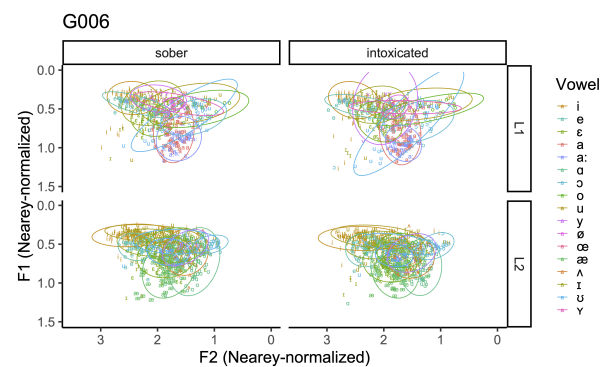 G006
sober
intoxicated
0.0
0.5
1.0
1.5
L1
0.0
0.5
1.0
1.5
L2
3
2
1
0
3
2
1
0
F1 (Nearey-normalized)
F2 (Nearey-normalized)
Vowel
i
e
ɛ
a
aː
ɑ
ɔ
o
u
y
ø
œ
æ
ʌ
ɪ
ʊ
ʏ